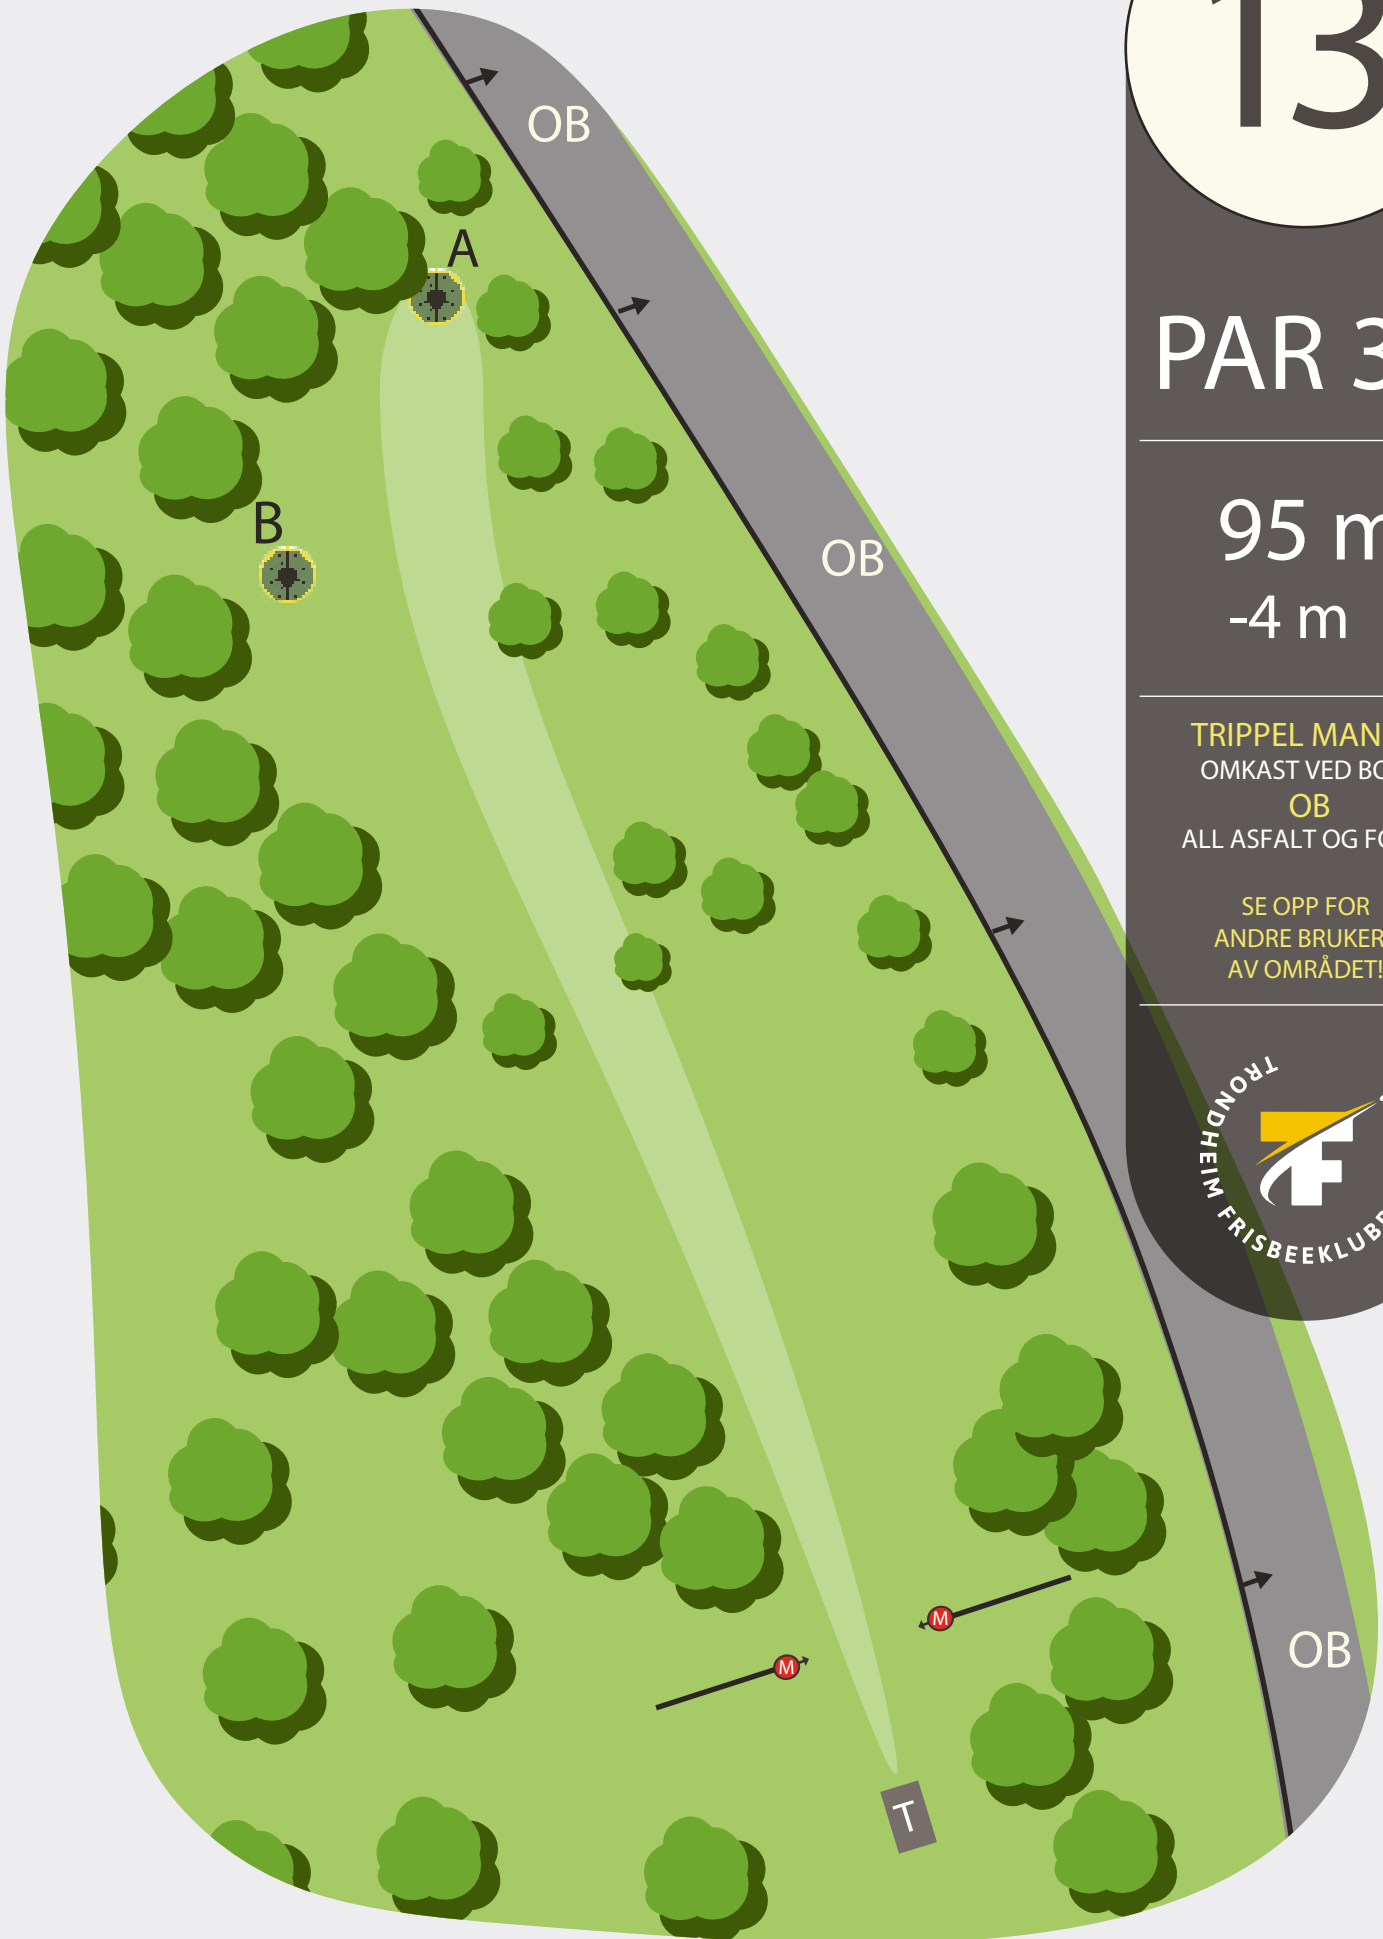 13
OB
A
PAR 3
95 m
B
OB
-4 m
TRIPPEL MAN
OMKAST VED BO
OB
ALL ASFALT OG FO
SE OPP FOR
ANDRE BRUKER
AV OMRÅDET!
TRONDHEIM FRISBEEKLUBB
M
M
OB
T